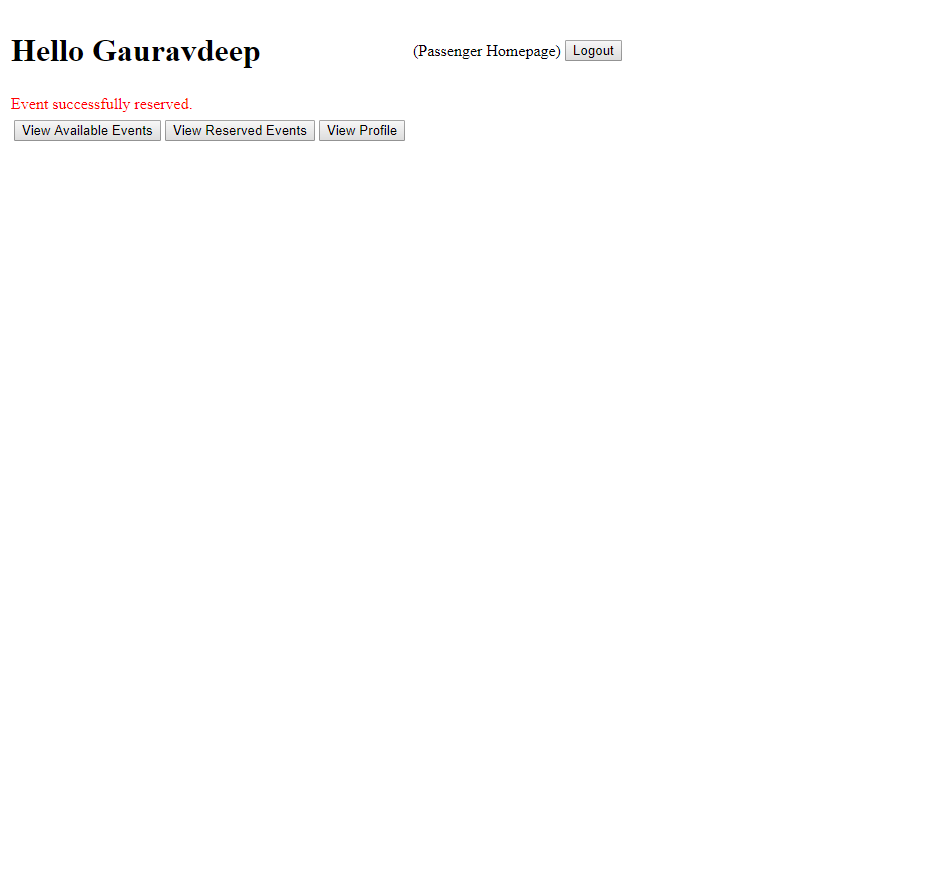 Hello Gauravdeep (Passenger Homepage) Logout
Event successfully reserved.
View Available Events View Reserved Events View Profile